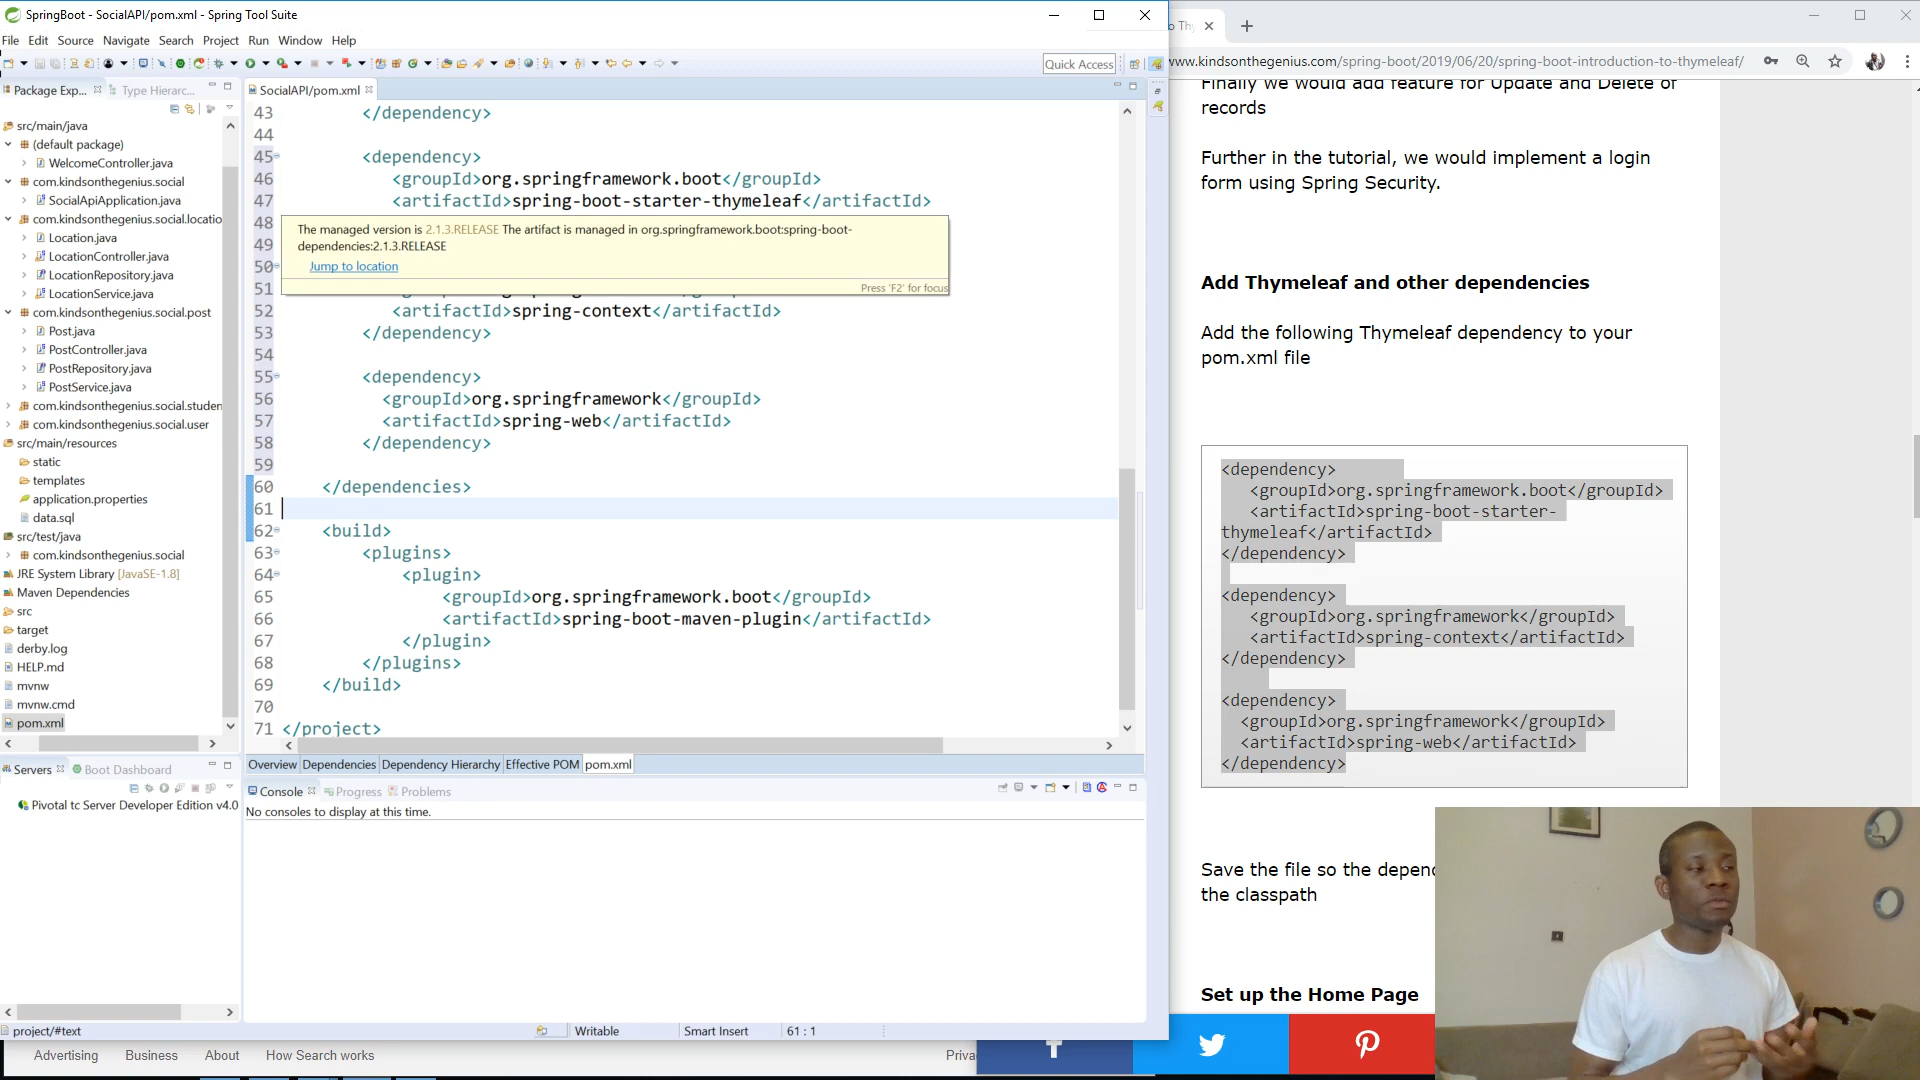 SpringBoot - SocialAPI/pom.xml - Spring Tool Suite
File Edit Source Navigate Search Project Run Window Help
Quick Access
Package Exp...
Type Hierarc...
src/main/java
(default package)
WelcomeController.java
com.kindsonthegenius.social
SocialApiApplication.java
com.kindsonthegenius.social.locatio
Location.java
LocationController.java
LocationRepository.java
LocationService.java
com.kindsonthegenius.social.post
Post.java
PostController.java
PostRepository.java
PostService.java
com.kindsonthegenius.social.studen
com.kindsonthegenius.social.user
src/main/resources
static
templates
application.properties
data.sql
src/test/java
com.kindsonthegenius.social
JRE System Library [JavaSE-1.8]
Maven Dependencies
src
target
derby.log
HELP.md
mvnw
mvnw.cmd
pom.xml
Servers
Boot Dashboard
Pivotal tc Server Developer Edition v4.0
project/#text
SocialAPI/pom.xml
43 </dependency>
44
45 <dependency>
46 <groupId>org.springframework.boot</groupId>
47 <artifactId>spring-boot-starter-thymeleaf</artifactId>
48
49
50
51
The managed version is 2.1.3.RELEASE The artifact is managed in org.springframework.boot:spring-boot-
dependencies:2.1.3.RELEASE
Jump to location
Press 'F2' for focus
52 <artifactId>spring-context</artifactId>
53 </dependency>
54
55 <dependency>
56 <groupId>org.springframework</groupId>
57 <artifactId>spring-web</artifactId>
58 </dependency>
59
60 </dependencies>
61
62 <build>
63 <plugins>
64 <plugin>
65 <groupId>org.springframework.boot</groupId>
66 <artifactId>spring-boot-maven-plugin</artifactId>
67 </plugin>
68 </plugins>
69 </build>
70
71 </project>
Overview Dependencies Dependency Hierarchy Effective POM pom.xml
Console Progress Problems
No consoles to display at this time.
Writable Smart Insert 61 : 1
Advertising Business About How Search works
www.kindsonthegenius.com/spring-boot/2019/06/20/spring-boot-introduction-to-thymeleaf/
Finally we would add feature for Update and Delete of
records
Further in the tutorial, we would implement a login
form using Spring Security.
Add Thymeleaf and other dependencies
Add the following Thymeleaf dependency to your
pom.xml file
<dependency>
<groupId>org.springframework.boot</groupId>
<artifactId>spring-boot-starter-
thymeleaf</artifactId>
</dependency>
<dependency>
<groupId>org.springframework</groupId>
<artifactId>spring-context</artifactId>
</dependency>
<dependency>
<groupId>org.springframework</groupId>
<artifactId>spring-web</artifactId>
</dependency>
Save the file so the depen
the classpath
Set up the Home Page